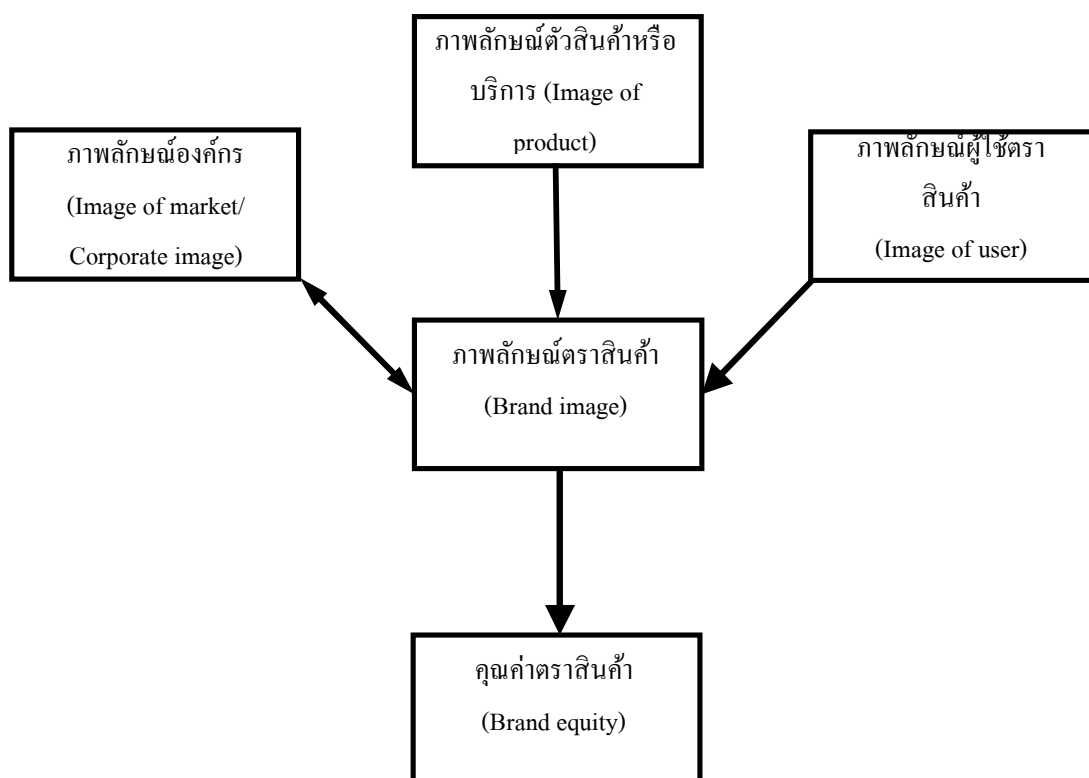 ภาพลักษณ์ตัวสินค้าหรือ
บริการ (Image of
product)
ภาพลักษณ์องค์กร
(Image of market/
Corporate image)
ภาพลักษณ์ผู้ใช้ตรา
สินค้า
(Image of user)
ภาพลักษณ์ตราสินค้า
(Brand image)
คุณค่าตราสินค้า
(Brand equity)